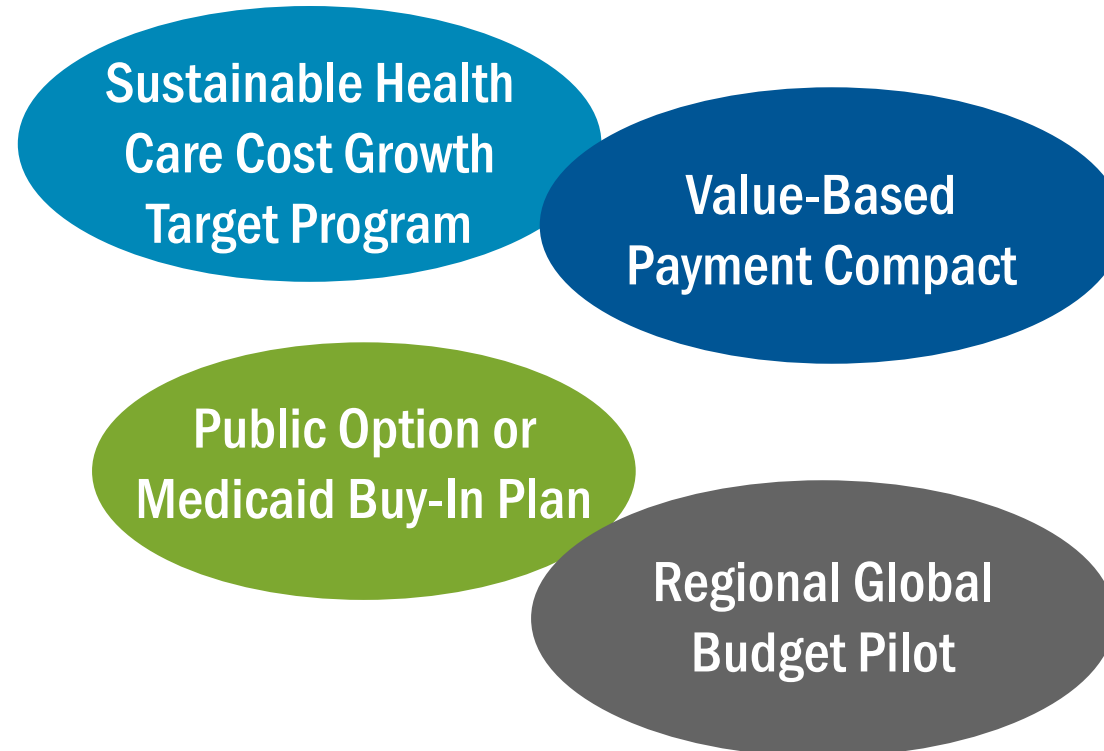 Sustainable Health
Care Cost Growth
Target Program
Value-Based
Payment Compact
Public Option or
Medicaid Buy-In Plan
Regional Global
Budget Pilot